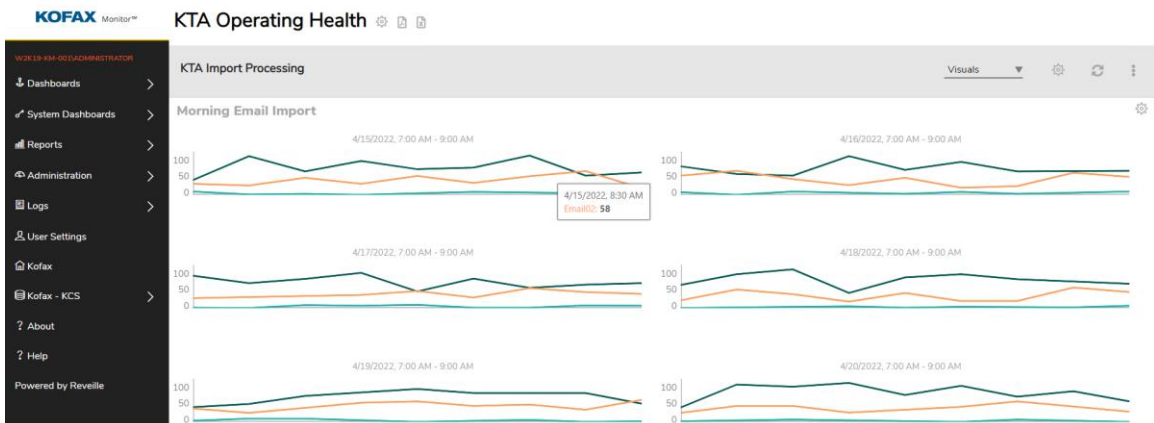 KOFAX Monitor™
KTA Operating Health
W2K19-KM-001\ADMINISTRATOR
Dashboards
System Dashboards
Reports
Administration
Logs
User Settings
Kofax
Kofax - KCS
? About
? Help
Powered by Reveille
KTA Import Processing
Visuals
Morning Email Import
4/15/2022, 7:00 AM - 9:00 AM
100
50
0
4/15/2022, 8:30 AM
Email02: 58
4/16/2022, 7:00 AM - 9:00 AM
100
50
0
4/17/2022, 7:00 AM - 9:00 AM
100
50
0
4/18/2022, 7:00 AM - 9:00 AM
100
50
0
4/19/2022, 7:00 AM - 9:00 AM
100
50
0
4/20/2022, 7:00 AM - 9:00 AM
100
50
0